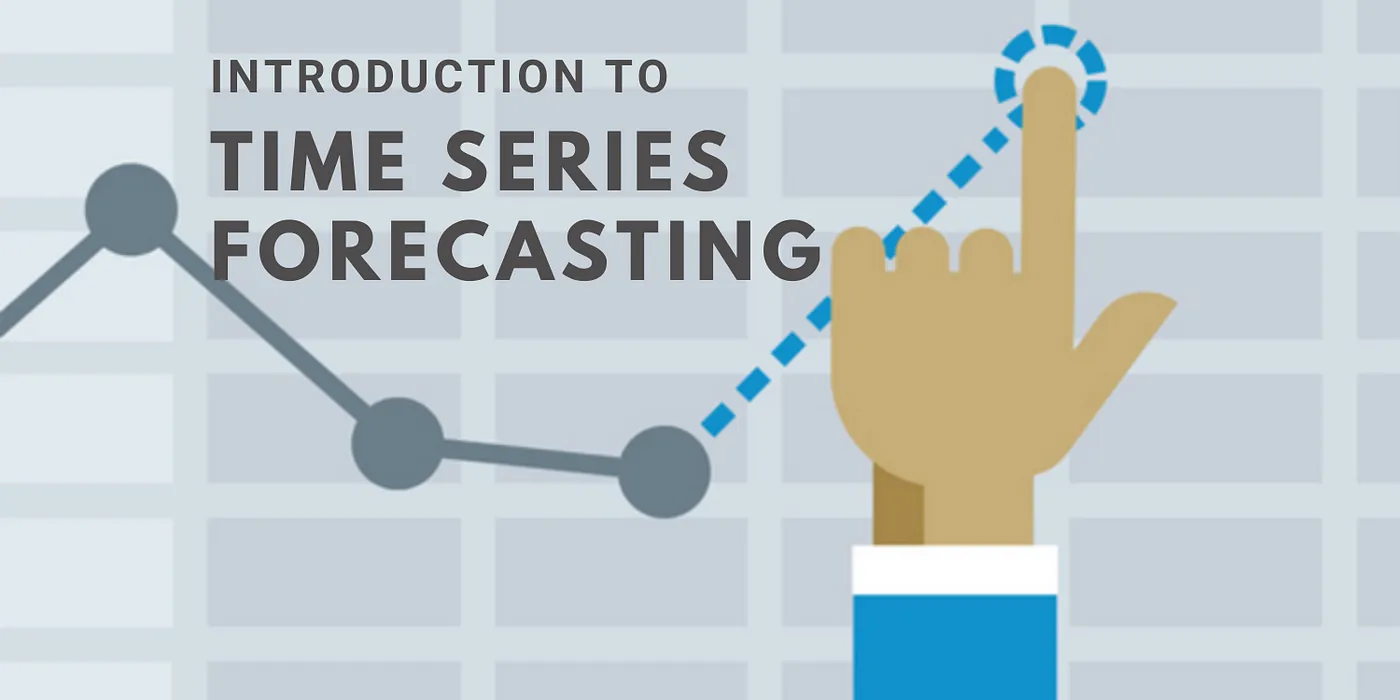 INTRODUCTION TO
TIME SERIES
FORECASTING